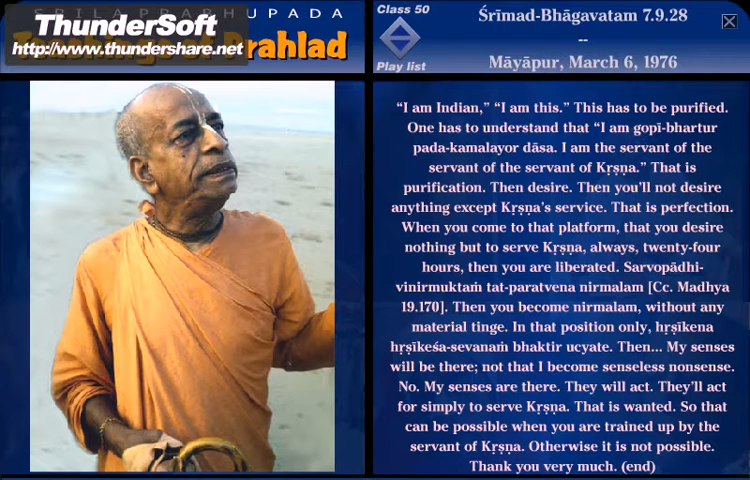 SRILA PRABHUPADA
ThunderSoft
http://www.thundershare.net
Prahlad
Class 50
Play list
Śrīmad-Bhāgavatam 7.9.28
--
Māyāpur, March 6, 1976
“I am Indian,” “I am this.” This has to be purified.
One has to understand that “I am gopī-bhartur
pada-kamalayor dāsa. I am the servant of the
servant of the servant of Kṛṣṇa.” That is
purification. Then desire. Then you’ll not desire
anything except Kṛṣṇa’s service. That is perfection.
When you come to that platform, that you desire
nothing but to serve Kṛṣṇa, always, twenty-four
hours, then you are liberated. Sarvopādhi-
vinirmuktaṁ tat-paratvena nirmalam [Cc. Madhya
19.170]. Then you become nirmalam, without any
material tinge. In that position only, hṛṣīkena
hṛṣīkeśa-sevanaṁ bhaktir ucyate. Then... My senses
will be there; not that I become senseless nonsense.
No. My senses are there. They will act. They’ll act
for simply to serve Kṛṣṇa. That is wanted. So that
can be possible when you are trained up by the
servant of Kṛṣṇa. Otherwise it is not possible.
Thank you very much. (end)